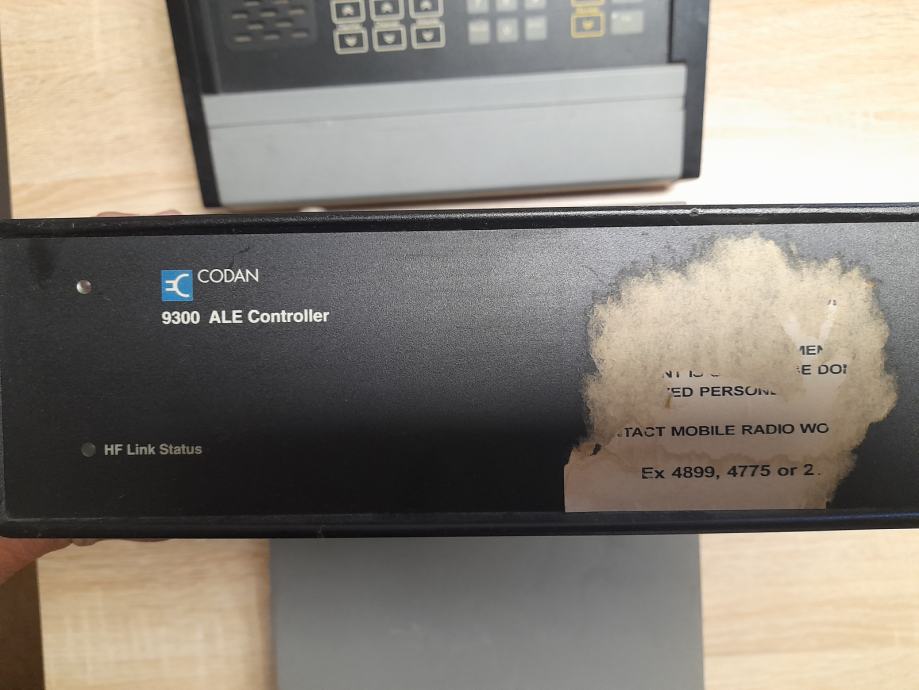 CODAN
9300 ALE Controller
HF Link Status
ED PERSON
TACT MOBILE RADIO WO
Ex 4899, 4775 or 2